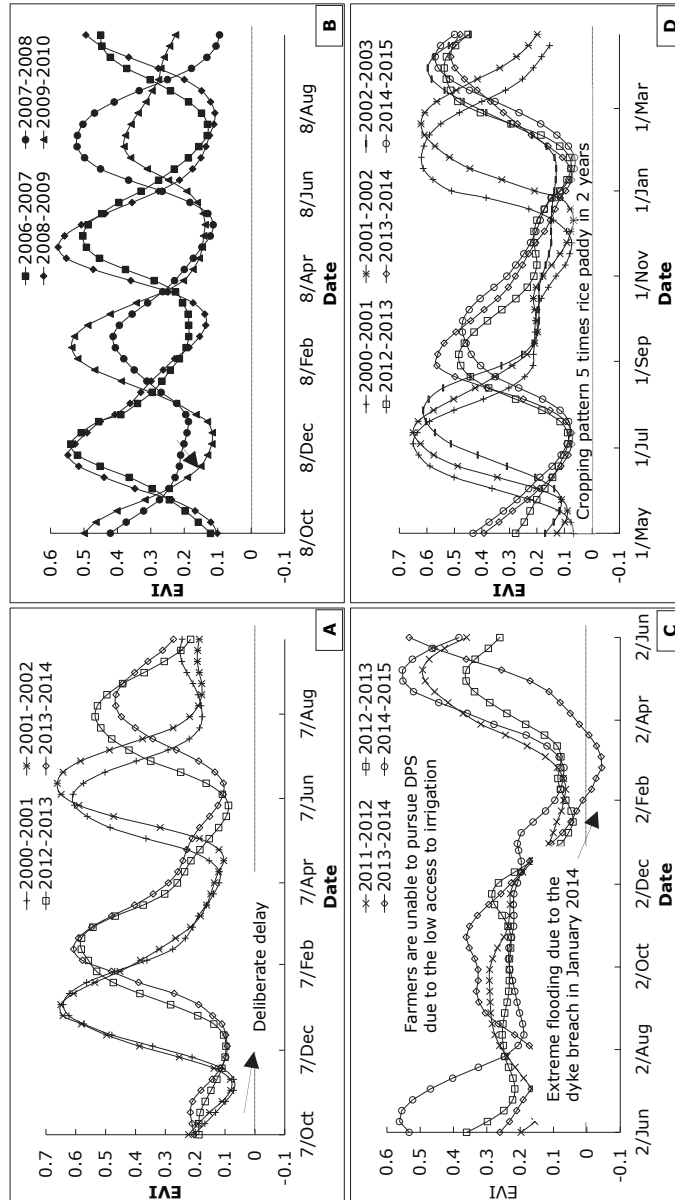 2000-2001 2001-2002
2012-2013 2013-2014
0.7
0.6
0.5
0.4
0.3
0.2
0.1
0
-0.1
EVI
Deliberate delay
7/Oct 7/Dec 7/Feb 7/Apr 7/Jun 7/Aug
Date
A
2006-2007 2007-2008
2008-2009 2009-2010
0.6
0.5
0.4
0.3
0.2
0.1
0
-0.1
EVI
8/Oct 8/Dec 8/Feb 8/Apr 8/Jun 8/Aug
Date
B
2011-2012 2012-2013
2013-2014 2014-2015
0.6
0.5
0.4
0.3
0.2
0.1
0
-0.1
EVI
Farmers are unable to pursue DPS
due to the low access to irrigation
Extreme flooding due to the
dyke breach in January 2014
2/Jun 2/Aug 2/Oct 2/Dec 2/Feb 2/Apr 2/Jun
Date
C
2000-2001 2001-2002 2002-2003
2012-2013 2013-2014 2014-2015
0.7
0.6
0.5
0.4
0.3
0.2
0.1
0
-0.1
EVI
Cropping pattern 5 times rice paddy in 2 years
1/May 1/Jul 1/Sep 1/Nov 1/Jan 1/Mar
Date
D